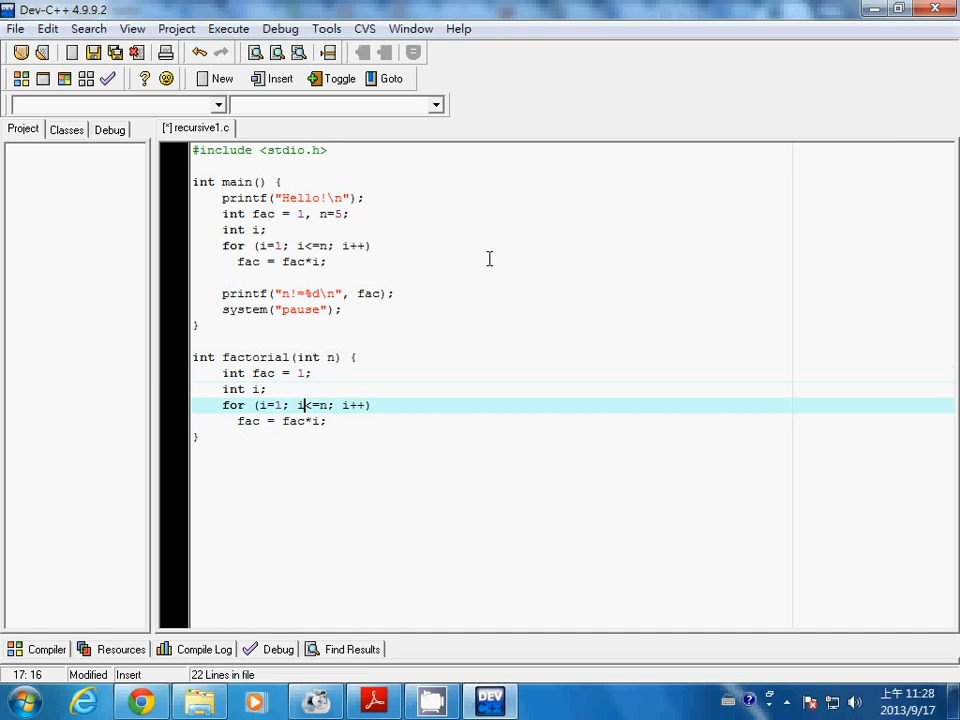 Dev-C++ 4.9.9.2
File Edit Search View Project Execute Debug Tools CVS Window Help
New Insert Toggle Goto
Project Classes Debug [*] recursive1.c
#include <stdio.h>
int main() {
printf("Hello!\n");
int fac = 1, n=5;
int i;
for (i=1; i<=n; i++)
fac = fac*i;
printf("n!=%d\n", fac);
system("pause");
}
int factorial(int n) {
int fac = 1;
int i;
for (i=1; i<=n; i++)
fac = fac*i;
}
Compiler Resources Compile Log Debug Find Results
17: 16 Modified Insert 22 Lines in file
DEV C++
上午 11:28
2013/9/17